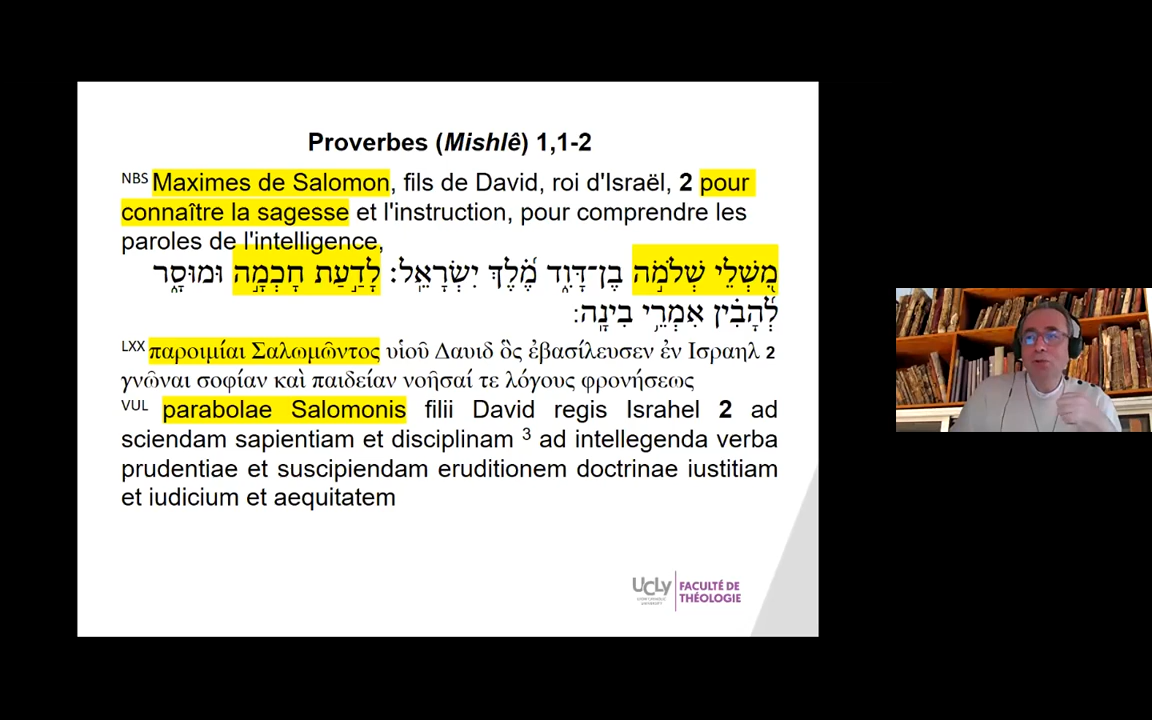 Proverbes (Mishlê) 1,1-2
NBS Maximes de Salomon, fils de David, roi d'Israël, 2 pour
connaître la sagesse et l'instruction, pour comprendre les
paroles de l'intelligence,
מִ֭שְׁלֵי שְׁלֹמֹ֣ה בֶן־דָּוִ֑ד מֶ֝֗לֶךְ יִשְׂרָאֵֽל׃ לָדַ֣עַת חָכְמָ֣ה וּמוּסָ֑ר
לְ֝הָבִ֗ין אִמְרֵ֥י בִינָֽה׃
LXX παροιμίαι Σαλωμῶντος υἱοῦ Δαυιδ ὃς ἐβασίλευσεν ἐν Ισραηλ 2
γνῶναι σοφίαν καὶ παιδείαν νοῆσαί τε λόγους φρονήσεως
VUL parabolae Salomonis filii David regis Israhel 2 ad
sciendam sapientiam et disciplinam 3 ad intellegenda verba
prudentiae et suscipiendam eruditionem doctrinae iustitiam
et iudicium et aequitatem
UCLy FACULTÉ DE
THÉOLOGIE